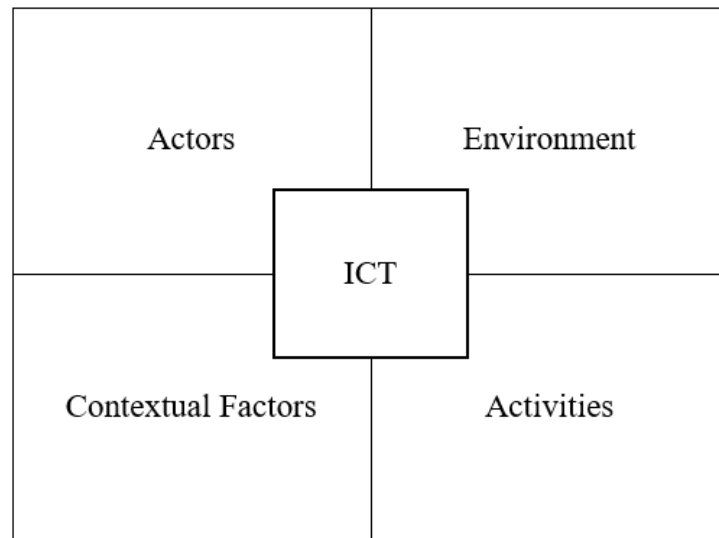 Actors
Environment
ICT
Contextual Factors
Activities